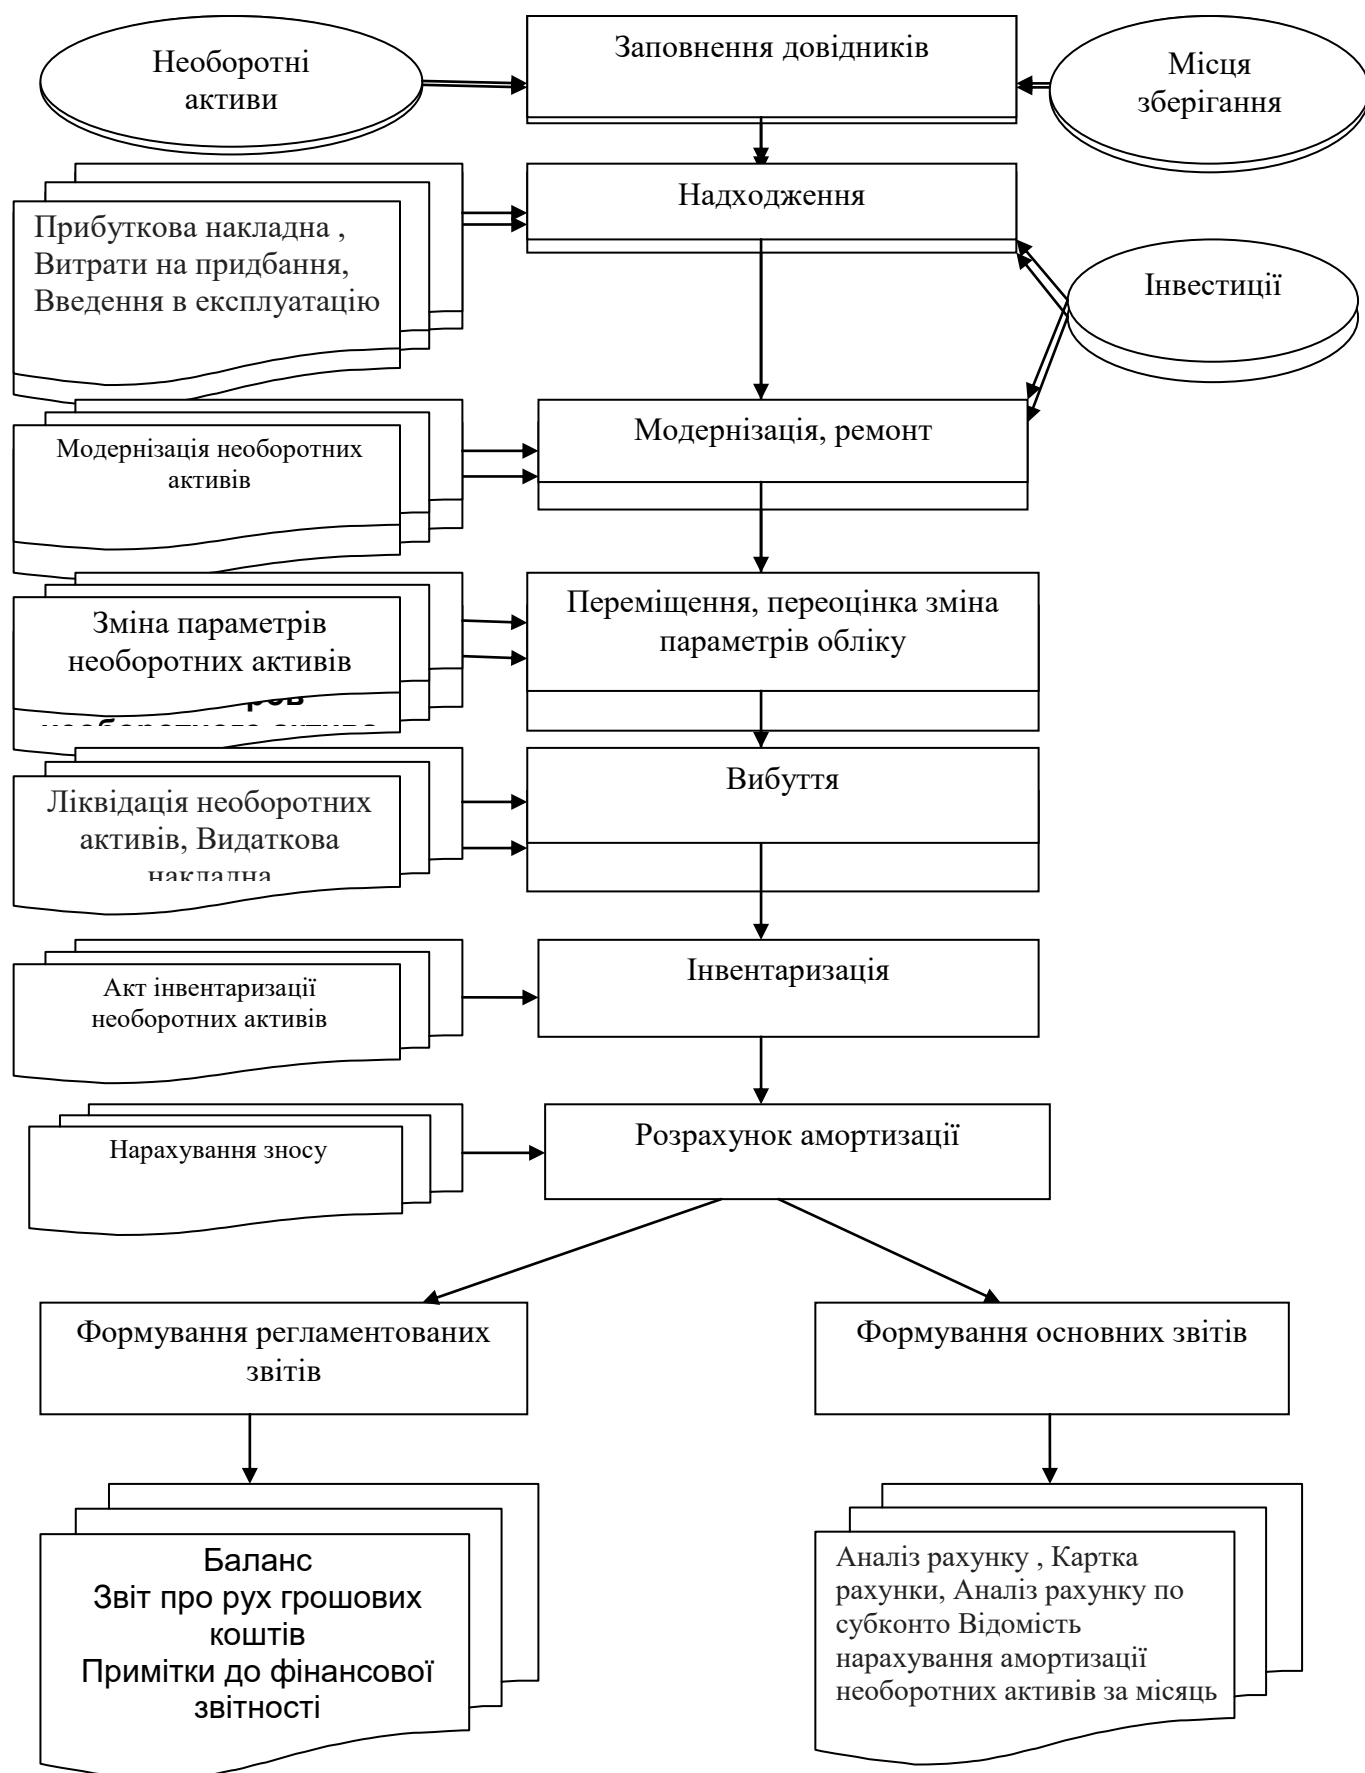 Необоротні
активи
Заповнення довідників
Місця
зберігання
Надходження
Прибуткова накладна ,
Витрати на придбання,
Введення в експлуатацію
Інвестиції
Модернізація, ремонт
Модернізація необоротних
активів
Переміщення, переоцінка зміна
параметрів обліку
Зміна параметрів
необоротних активів
Вибуття
Ліквідація необоротних
активів, Видаткова
накладна
Інвентаризація
Акт інвентаризації
необоротних активів
Розрахунок амортизації
Нарахування зносу
Формування регламентованих
звітів
Формування основних звітів
Баланс
Звіт про рух грошових
коштів
Примітки до фінансової
звітності
Аналіз рахунку , Картка
рахунки, Аналіз рахунку по
субконто Відомість
нарахування амортизації
необоротних активів за місяць